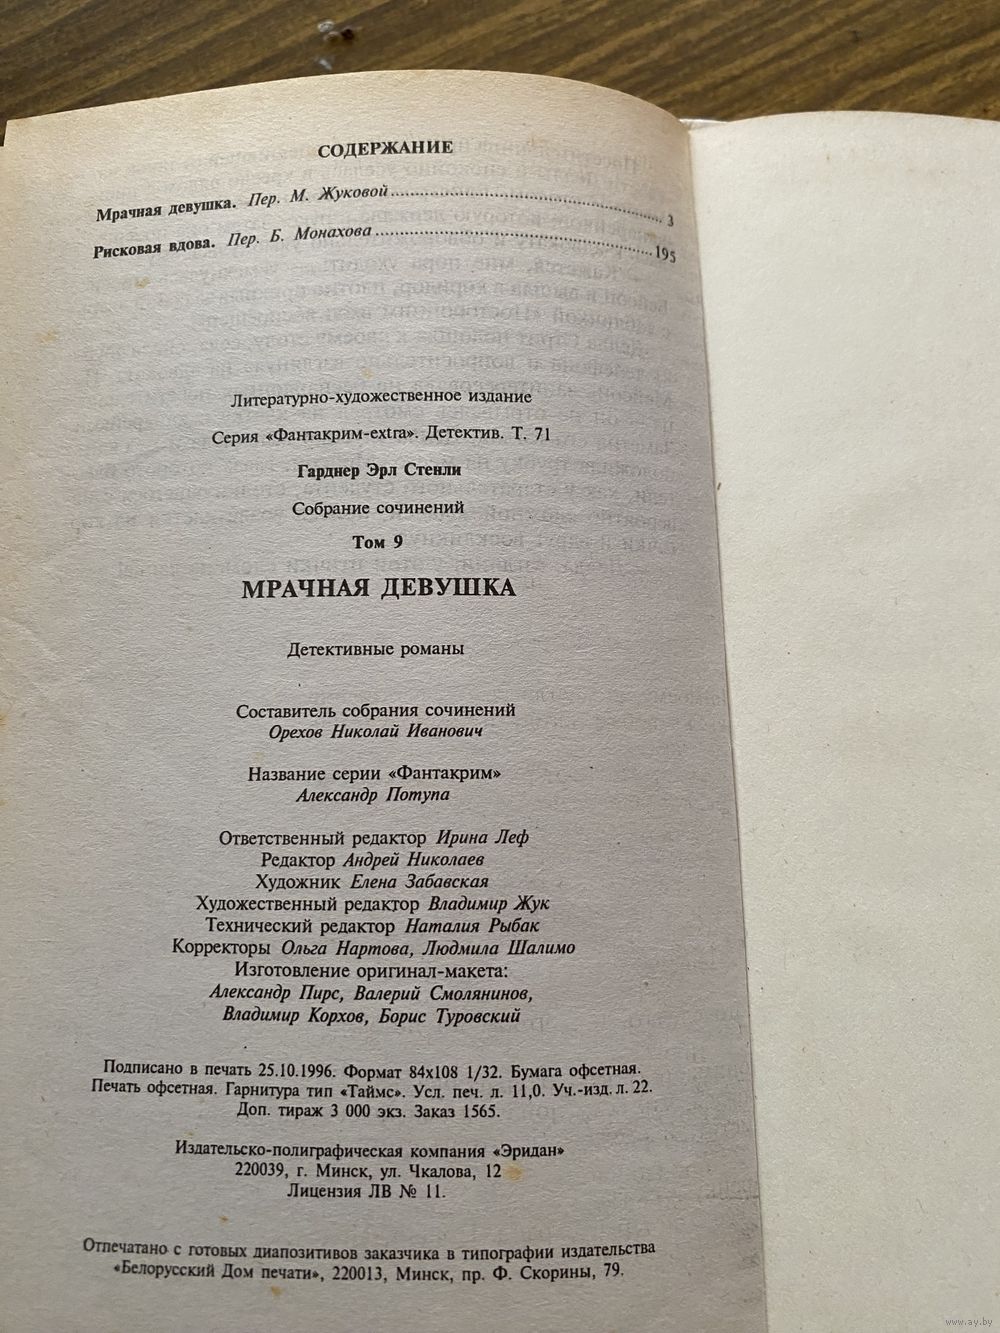 СОДЕРЖАНИЕ
Мрачная девушка. Пер. М. Жуковой 3
Рисковая вдова. Пер. Б. Монахова 195
Литературно-художественное издание
Серия «Фантакрим-extra». Детектив. Т. 71
Гарднер Эрл Стенли
Собрание сочинений
Том 9
МРАЧНАЯ ДЕВУШКА
Детективные романы
Составитель собрания сочинений
Орехов Николай Иванович
Название серии «Фантакрим»
Александр Потупа
Ответственный редактор Ирина Леф
Редактор Андрей Николаев
Художник Елена Забавская
Художественный редактор Владимир Жук
Технический редактор Наталия Рыбак
Корректоры Ольга Нартова, Людмила Шалимо
Изготовление оригинал-макета:
Александр Пирс, Валерий Смолянинов,
Владимир Корхов, Борис Туровский
Подписано в печать 25.10.1996. Формат 84х108 1/32. Бумага офсетная.
Печать офсетная. Гарнитура тип «Таймс». Усл. печ. л. 11,0. Уч.-изд. л. 22.
Доп. тираж 3 000 экз. Заказ 1565.
Издательско-полиграфическая компания «Эридан»
220039, г. Минск, ул. Чкалова, 12
Лицензия ЛВ № 11.
Отпечатано с готовых диапозитивов заказчика в типографии издательства
«Белорусский Дом печати», 220013, Минск, пр. Ф. Скорины, 79.
www.ay.by